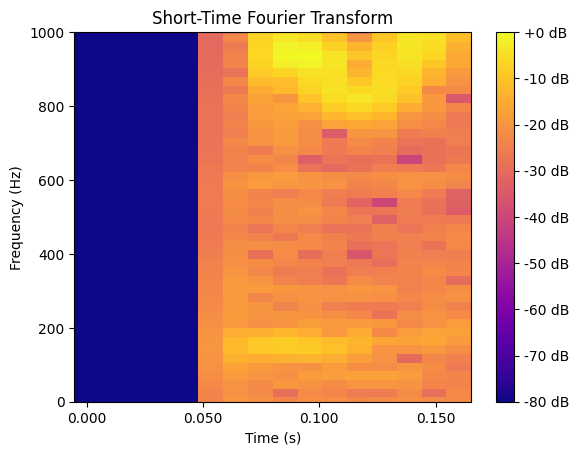 Short-Time Fourier Transform
Frequency (Hz)
1000
800
600
400
200
0
0.000
0.050
0.100
0.150
Time (s)
+0 dB
-10 dB
-20 dB
-30 dB
-40 dB
-50 dB
-60 dB
-70 dB
-80 dB